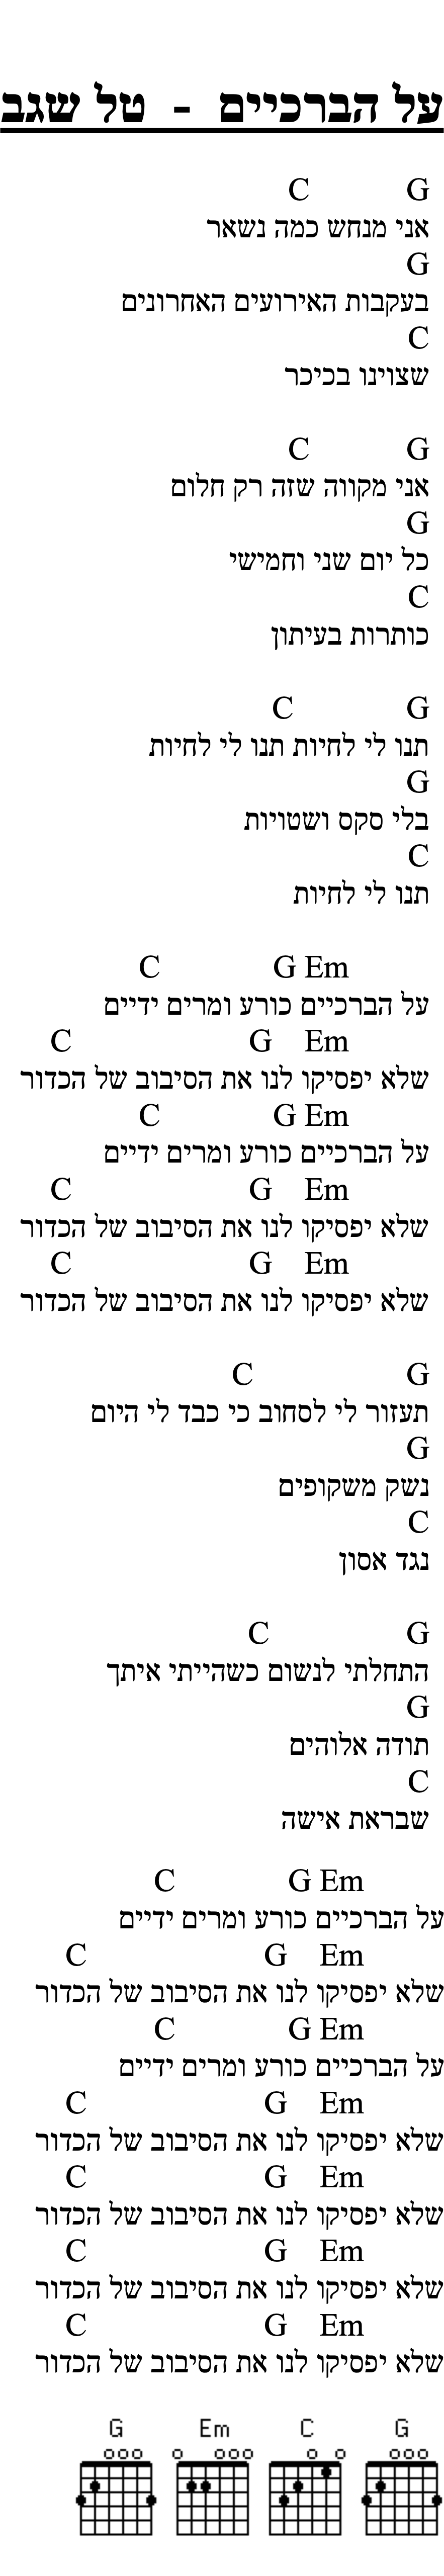 על הברכיים - טל שגב
G C
אני מנחש כמה נשאר
G
בעקבות האירועים האחרונים
C
שצוינו בכיכר
G C
אני מקווה שזה רק חלום
G
כל יום שני וחמישי
C
כותרות בעיתון
G C
תנו לי לחיות תנו לי לחיות
G
בלי סקס ושטויות
C
תנו לי לחיות
Em G C
על הברכיים כורע ומרים ידיים
Em G C
שלא יפסיקו לנו את הסיבוב של הכדור
Em G C
על הברכיים כורע ומרים ידיים
Em G C
שלא יפסיקו לנו את הסיבוב של הכדור
Em G C
שלא יפסיקו לנו את הסיבוב של הכדור
G C
תעזור לי לסחוב כי כבד לי היום
G
נשק משקופים
C
נגד אסון
G C
התחלתי לנשום כשהייתי איתך
G
תודה אלוהים
C
שבראת אישה
Em G C
על הברכיים כורע ומרים ידיים
Em G C
שלא יפסיקו לנו את הסיבוב של הכדור
Em G C
על הברכיים כורע ומרים ידיים
Em G C
שלא יפסיקו לנו את הסיבוב של הכדור
Em G C
שלא יפסיקו לנו את הסיבוב של הכדור
Em G C
שלא יפסיקו לנו את הסיבוב של הכדור
Em G C
שלא יפסיקו לנו את הסיבוב של הכדור
G Em C G